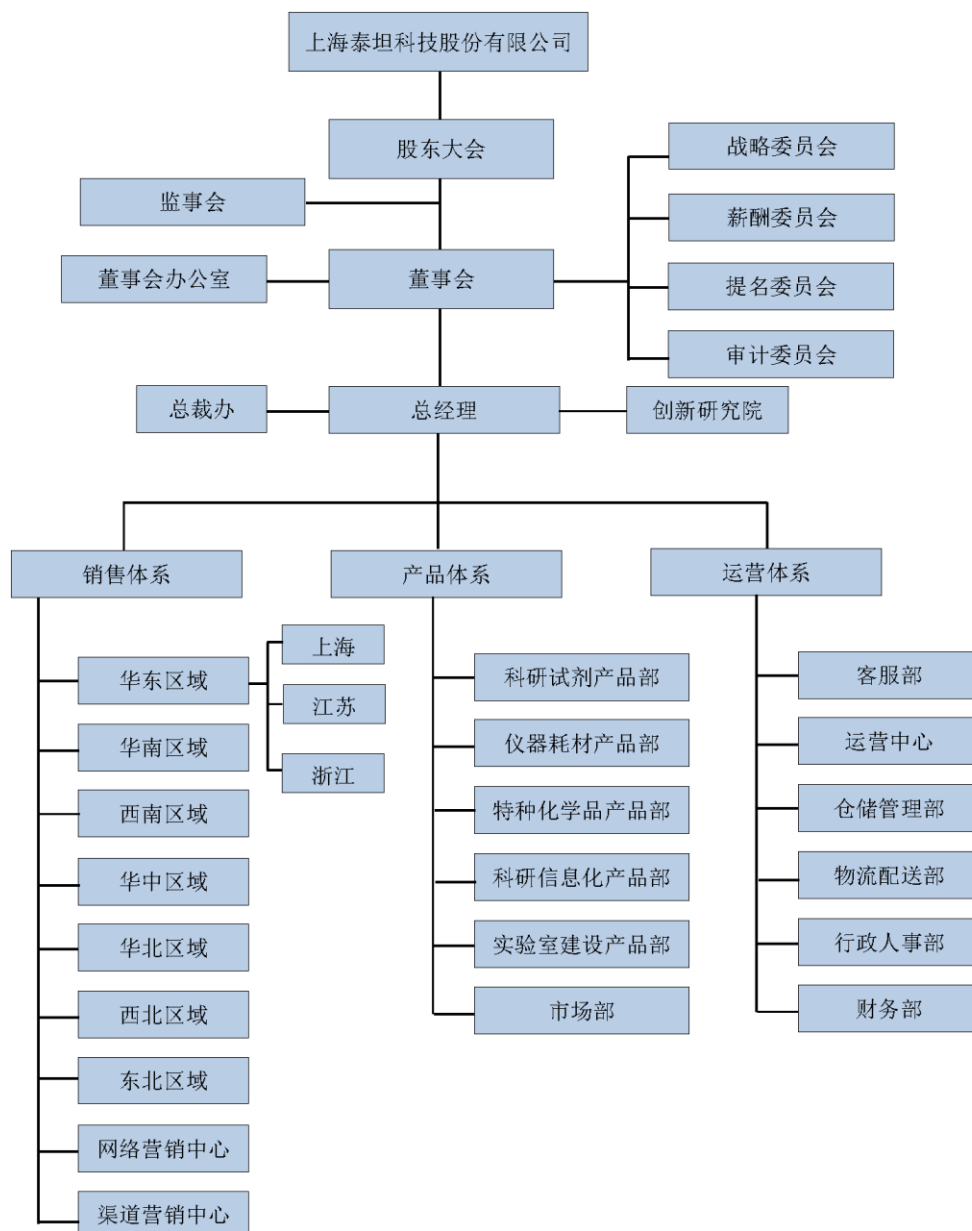 上海泰坦科技股份有限公司
股东大会
战略委员会
监事会
薪酬委员会
董事会办公室
董事会
提名委员会
审计委员会
总裁办
总经理
创新研究院
销售体系
产品体系
运营体系
上海
华东区域
江苏
浙江
华南区域
西南区域
华中区域
华北区域
西北区域
东北区域
网络营销中心
渠道营销中心
科研试剂产品部
仪器耗材产品部
特种化学品产品部
科研信息化产品部
实验室建设产品部
市场部
客服部
运营中心
仓储管理部
物流配送部
行政人事部
财务部